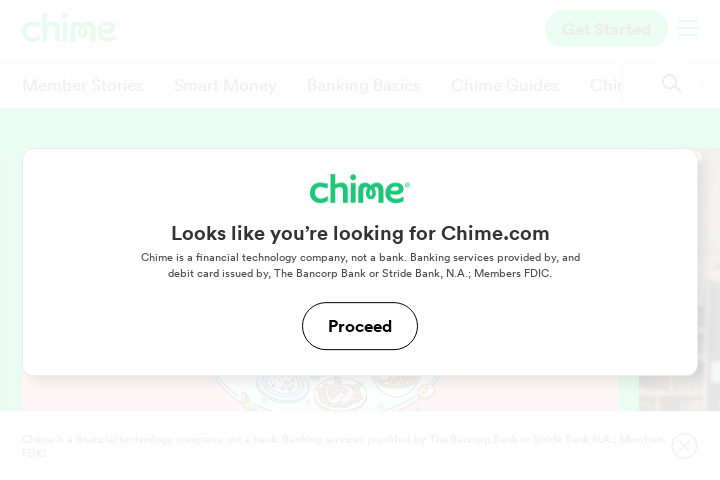 chime
Get Started
Member Stories Smart Money Banking Basics Chime Guides Chir
chime
Looks like you're looking for Chime.com
Chime is a financial technology company, not a bank. Banking services provided by, and
debit card issued by, The Bancorp Bank or Stride Bank, N.A.; Members FDIC.
Proceed
Chime is a financial technology company, not a bank. Banking services provided by The Bancorp Bank or Stride Bank N.A.; Members
FDIC